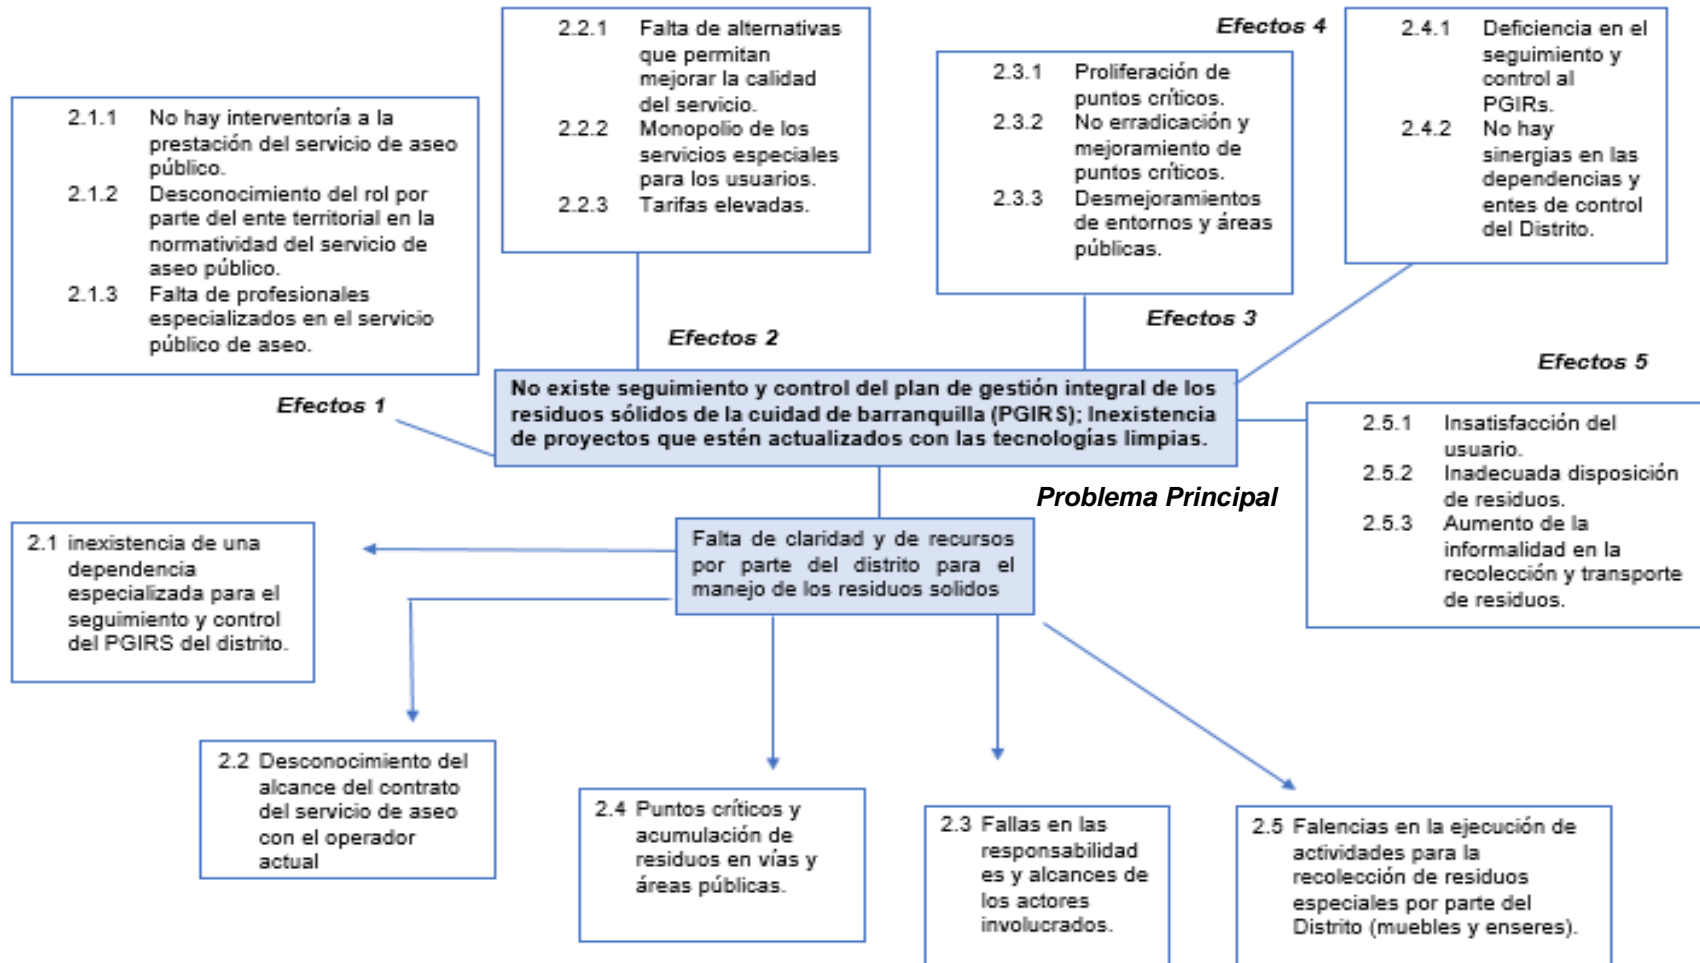 2.1.1 No hay interventoría a la
prestación del servicio de aseo
público.
2.1.2 Desconocimiento del rol por
parte del ente territorial en la
normatividad del servicio de
aseo público.
2.1.3 Falta de profesionales
especializados en el servicio
público de aseo.
Efectos 1
2.2.1 Falta de alternativas
que permitan
mejorar la calidad
del servicio.
2.2.2 Monopolio de los
servicios especiales
para los usuarios.
2.2.3 Tarifas elevadas.
Efectos 2
2.3.1 Proliferación de
puntos críticos.
2.3.2 No erradicación y
mejoramiento de
puntos críticos.
2.3.3 Desmejoramientos
de entornos y áreas
públicas.
Efectos 3
Efectos 4
2.4.1 Deficiencia en el
seguimiento y
control al
PGIRs.
2.4.2 No hay
sinergias en las
dependencias y
entes de control
del Distrito.
Efectos 5
2.5.1 Insatisfacción del
usuario.
2.5.2 Inadecuada disposición
de residuos.
2.5.3 Aumento de la
informalidad en la
recolección y transporte
de residuos.
No existe seguimiento y control del plan de gestión integral de los
residuos sólidos de la cuidad de barranquilla (PGIRS); Inexistencia
de proyectos que estén actualizados con las tecnologías limpias.
Problema Principal
Falta de claridad y de recursos
por parte del distrito para el
manejo de los residuos solidos
2.1 inexistencia de una
dependencia
especializada para el
seguimiento y control
del PGIRS del distrito.
2.2 Desconocimiento del
alcance del contrato
del servicio de aseo
con el operador
actual
2.4 Puntos críticos y
acumulación de
residuos en vías y
áreas públicas.
2.3 Fallas en las
responsabilidad
es y alcances de
los actores
involucrados.
2.5 Falencias en la ejecución de
actividades para la
recolección de residuos
especiales por parte del
Distrito (muebles y enseres).